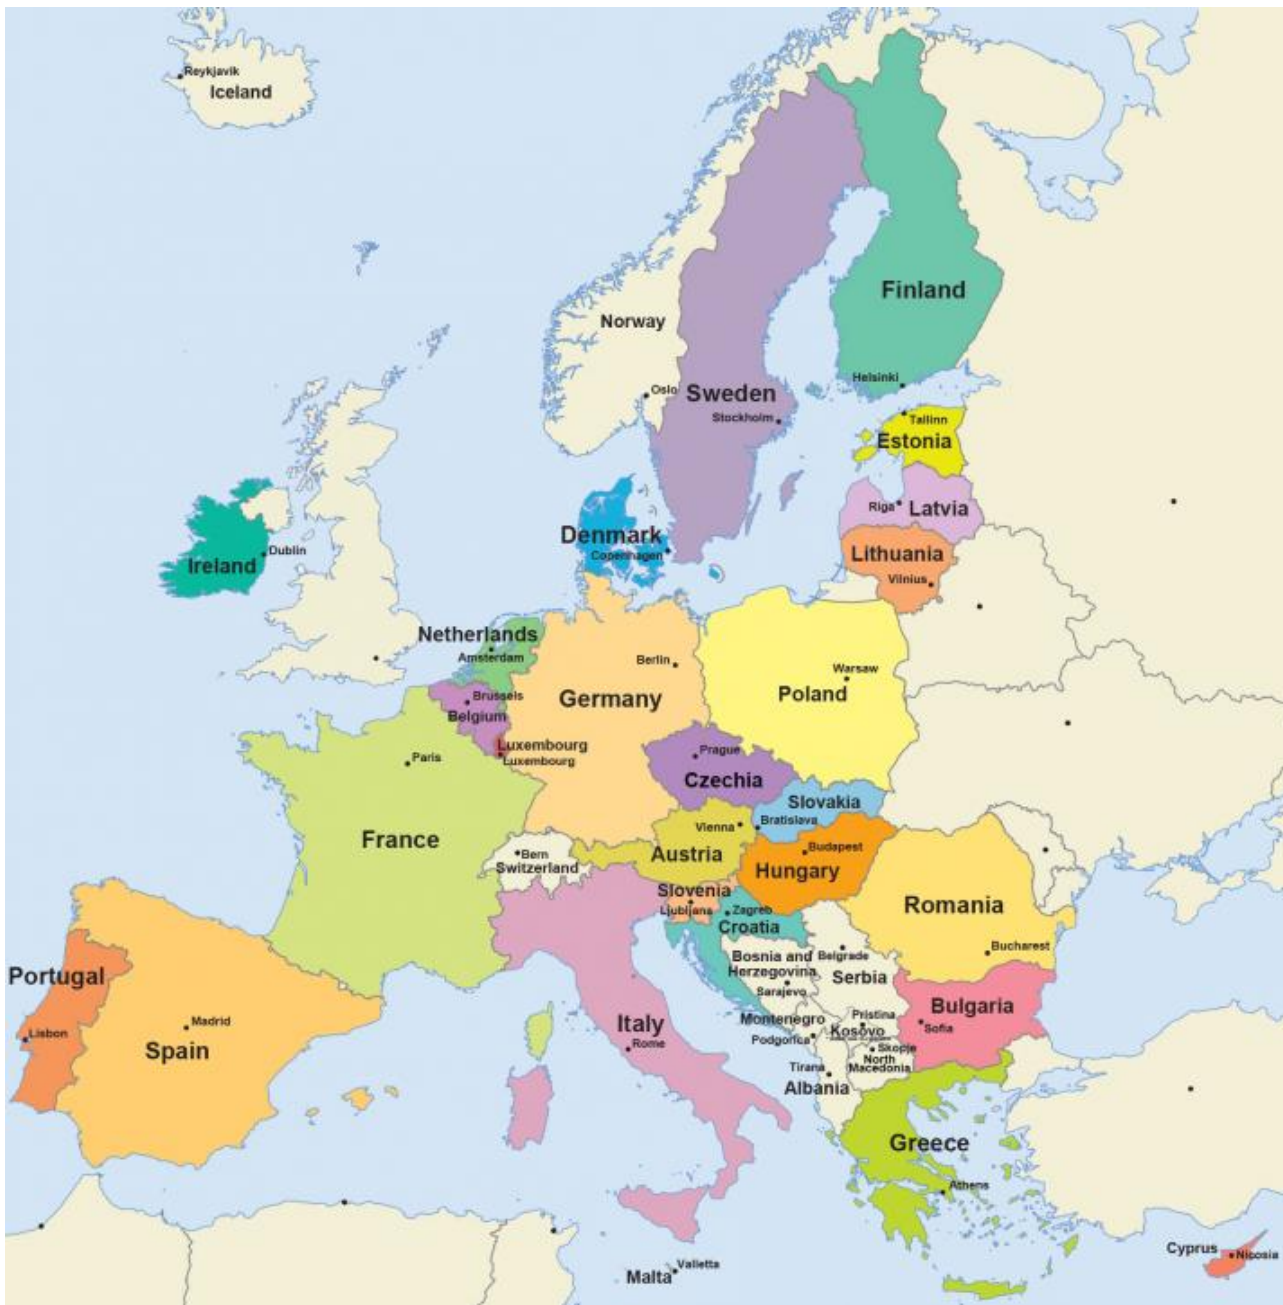 Reykjavik
Iceland
Finland
Norway
Helsinki
Oslo
Sweden
Stockholm
Tallinn
Estonia
Riga
Latvia
Denmark
Copenhagen
Dublin
Ireland
Lithuania
Vilnius
Netherlands
Amsterdam
Berlin
Warsaw
Germany
Poland
Brussels
Belgium
Luxembourg
Luxembourg
Paris
Prague
Czechia
Slovakia
Bratislava
Vienna
France
Bern
Switzerland
Austria
Budapest
Hungary
Slovenia
Ljubljana
Zagreb
Croatia
Romania
Bucharest
Bosnia and
Herzegovina
Sarajevo
Belgrade
Serbia
Portugal
Lisbon
Madrid
Spain
Italy
Rome
Montenegro
Podgorica
Pristina
Kosovo
Bulgaria
Sofia
Skopje
North
Macedonia
Tirana
Albania
Greece
Athens
Malta
Valletta
Cyprus
Nicosia